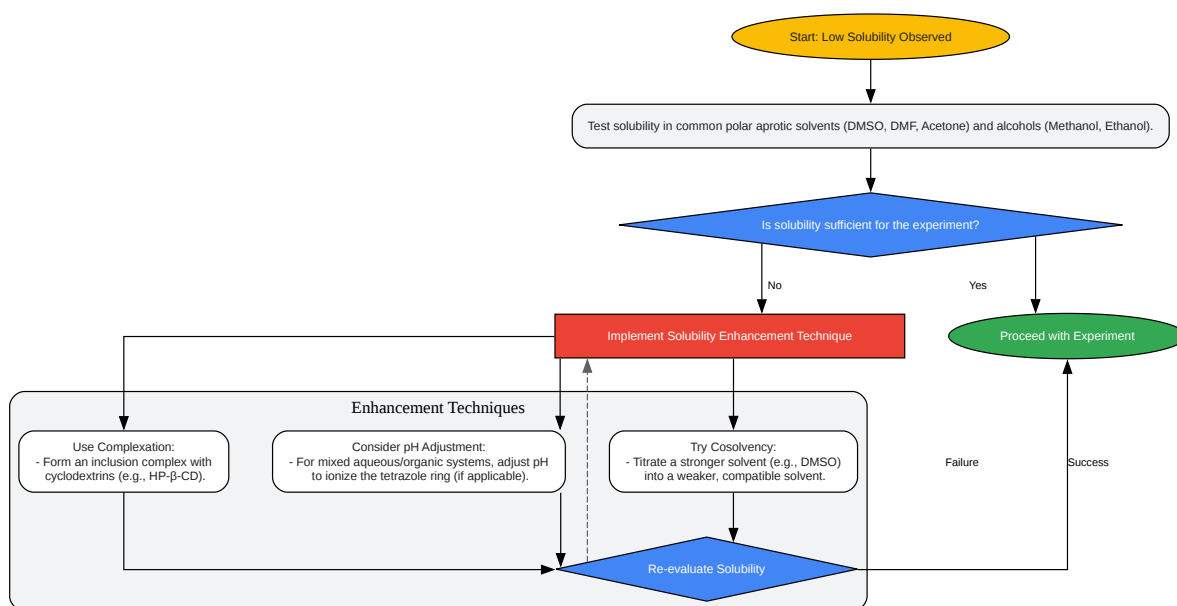 Start: Low Solubility Observed
Test solubility in common polar aprotic solvents (DMSO, DMF, Acetone) and alcohols (Methanol, Ethanol).
Is solubility sufficient for the experiment?
No
Yes
Implement Solubility Enhancement Technique
Proceed with Experiment
Enhancement Techniques
Use Complexation:
- Form an inclusion complex with
cyclodextrins (e.g., HP-β-CD).
Consider pH Adjustment:
- For mixed aqueous/organic systems, adjust pH
to ionize the tetrazole ring (if applicable).
Try Cosolvency:
- Titrate a stronger solvent (e.g., DMSO)
into a weaker, compatible solvent.
Failure
Success
Re-evaluate Solubility